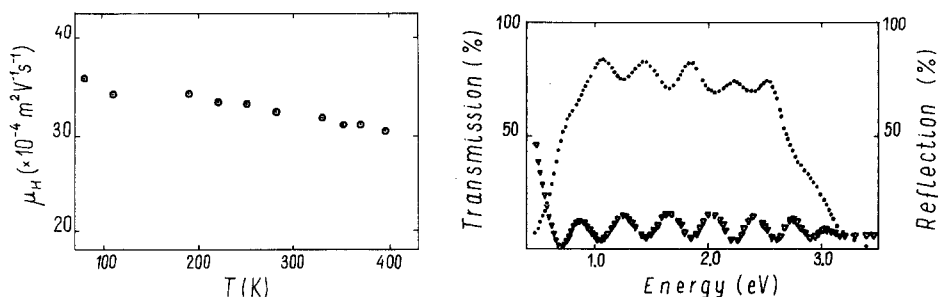 40
30
20
μH (×10⁻⁴ m² V⁻¹s⁻¹)
100 200 300 400
T(K)
100
50
Transmission (%)
1.0 2.0 3.0
Energy (eV)
100
50
Reflection (%)